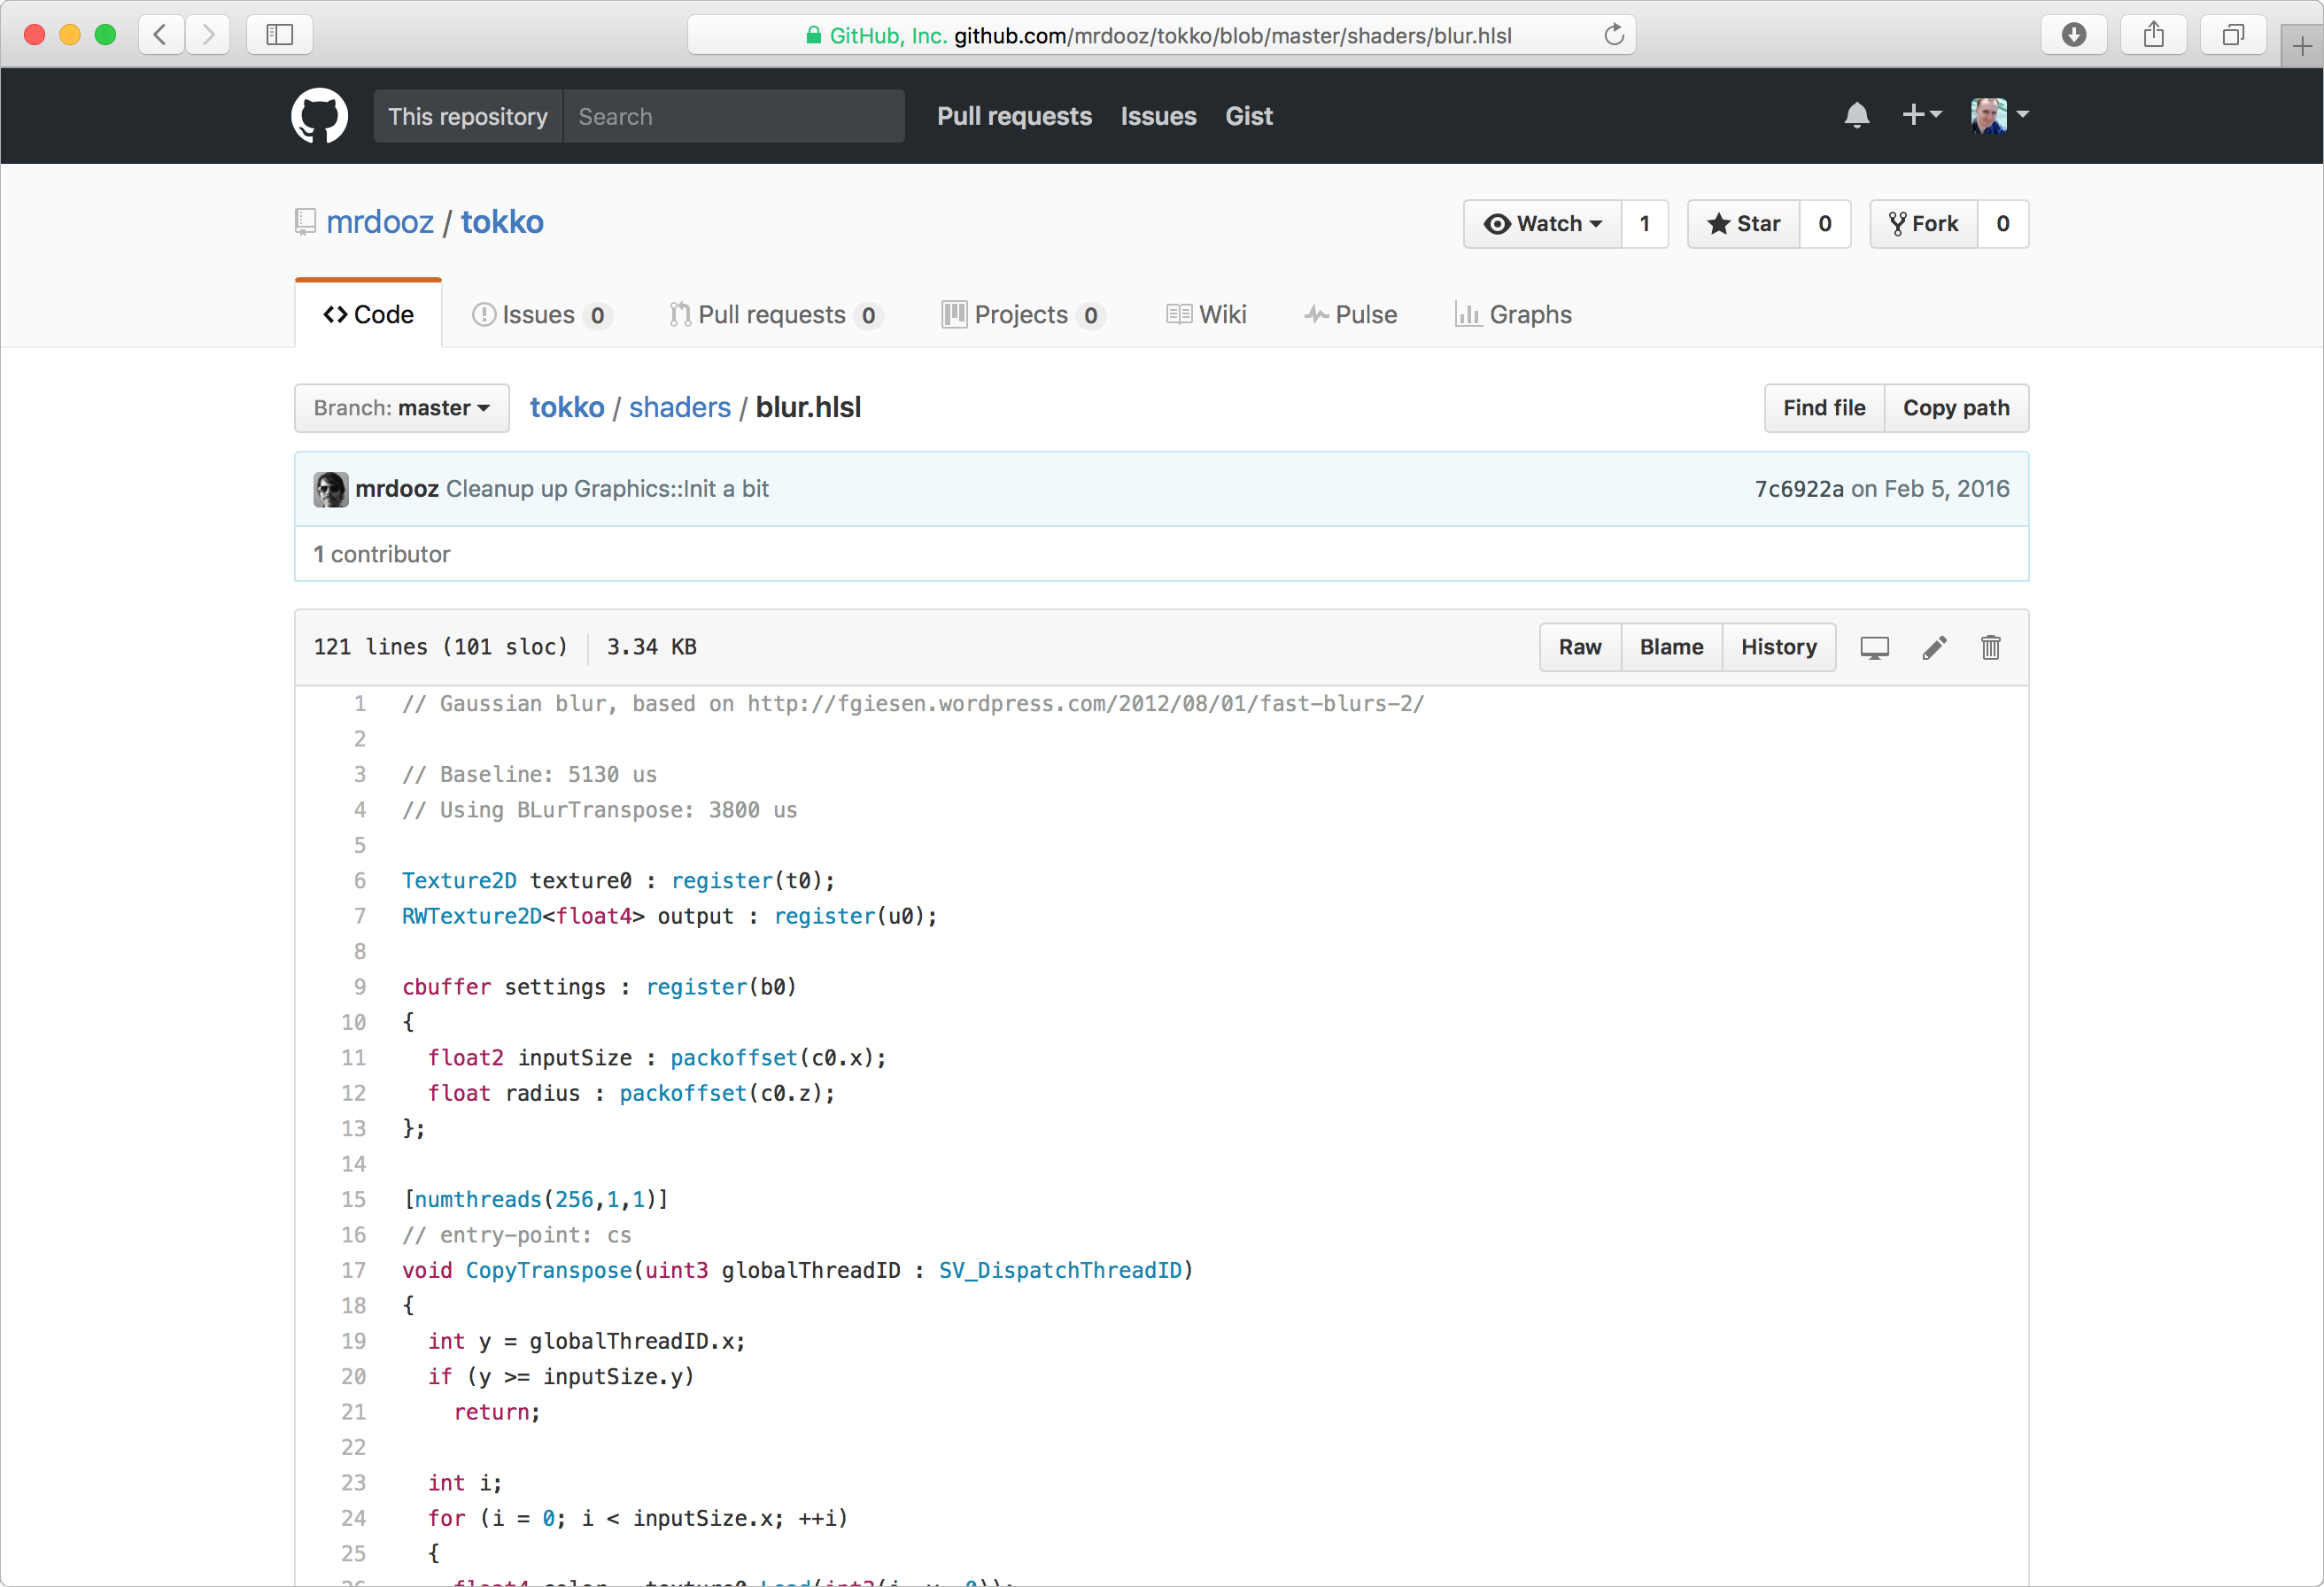 GitHub, Inc. github.com/mrdooz/tokko/blob/master/shaders/blur.hlsl
This repository Search Pull requests Issues Gist
mrdooz / tokko Watch 1 Star 0 Fork 0
Code Issues 0 Pull requests 0 Projects 0 Wiki Pulse Graphs
Branch: master tokko / shaders / blur.hlsl Find file Copy path
mrdooz Cleanup up Graphics::Init a bit 7c6922a on Feb 5, 2016
1 contributor
121 lines (101 sloc) 3.34 KB Raw Blame History
1 // Gaussian blur, based on http://fgiesen.wordpress.com/2012/08/01/fast-blurs-2/
2
3 // Baseline: 5130 us
4 // Using BLurTranspose: 3800 us
5
6 Texture2D texture0 : register(t0);
7 RWTexture2D<float4> output : register(u0);
8
9 cbuffer settings : register(b0)
10 {
11 float2 inputSize : packoffset(c0.x);
12 float radius : packoffset(c0.z);
13 };
14
15 [numthreads(256,1,1)]
16 // entry-point: cs
17 void CopyTranspose(uint3 globalThreadID : SV_DispatchThreadID)
18 {
19 int y = globalThreadID.x;
20 if (y >= inputSize.y)
21 return;
22
23 int i;
24 for (i = 0; i < inputSize.x; ++i)
25 {